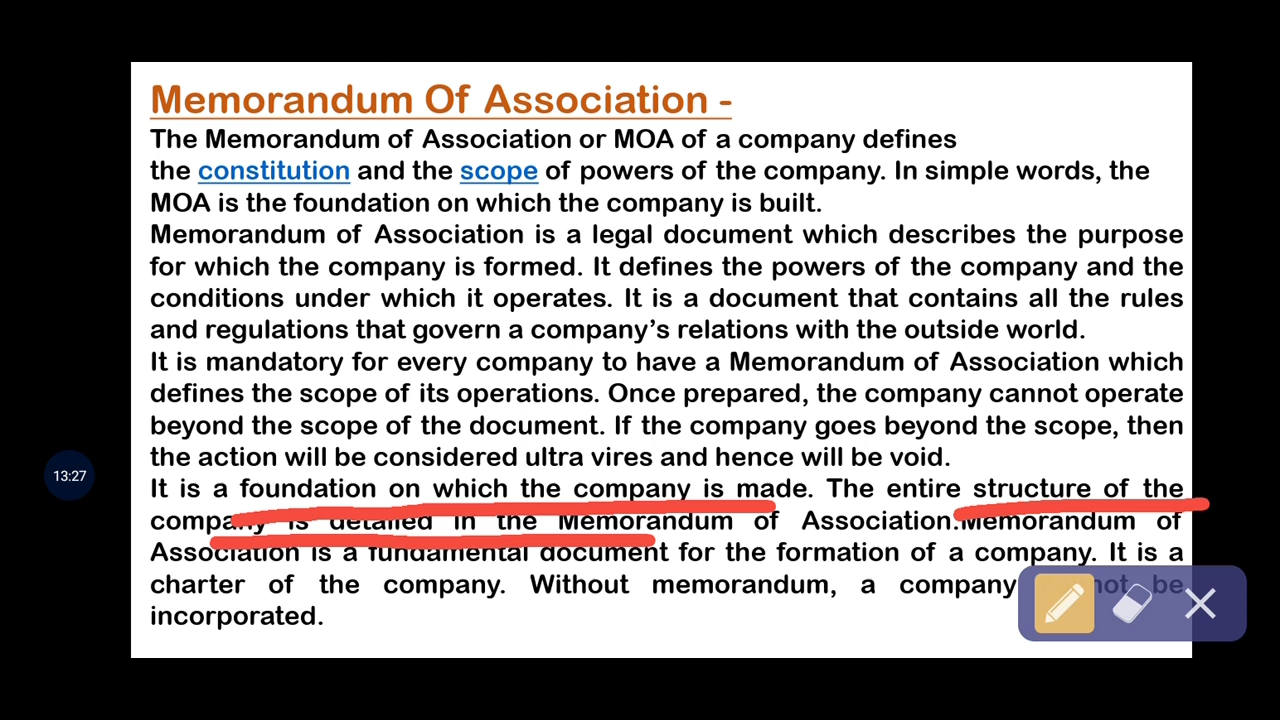 Memorandum Of Association -
The Memorandum of Association or MOA of a company defines
the constitution and the scope of powers of the company. In simple words, the
MOA is the foundation on which the company is built.
Memorandum of Association is a legal document which describes the purpose
for which the company is formed. It defines the powers of the company and the
conditions under which it operates. It is a document that contains all the rules
and regulations that govern a company’s relations with the outside world.
It is mandatory for every company to have a Memorandum of Association which
defines the scope of its operations. Once prepared, the company cannot operate
beyond the scope of the document. If the company goes beyond the scope, then
the action will be considered ultra vires and hence will be void.
It is a foundation on which the company is made. The entire structure of the
company is detailed in the Memorandum of Association.Memorandum of
Association is a fundamental document for the formation of a company. It is a
charter of the company. Without memorandum, a company be
incorporated.
13:27